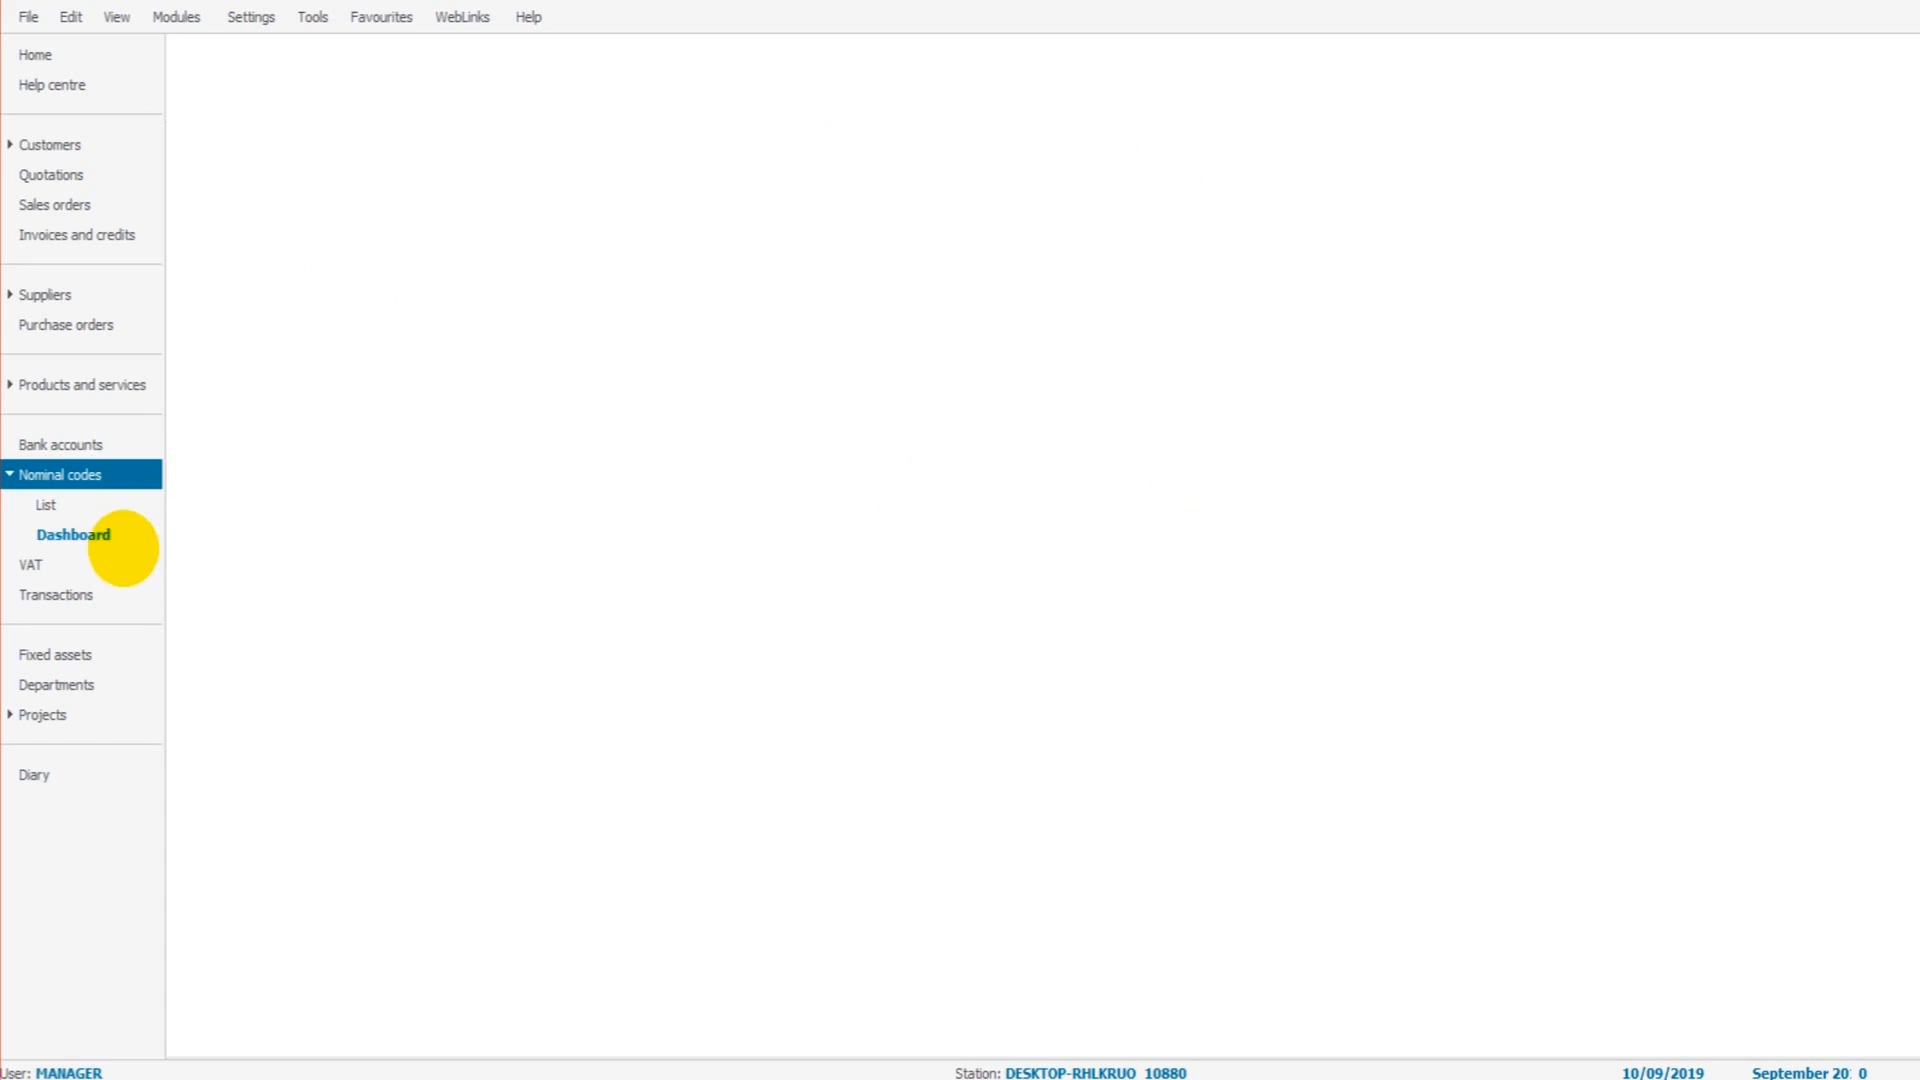 File Edit View Modules Settings Tools Favourites WebLinks Help
Home
Help centre
Customers
Quotations
Sales orders
Invoices and credits
Suppliers
Purchase orders
Products and services
Bank accounts
Nominal codes
List
Dashboard
VAT
Transactions
Fixed assets
Departments
Projects
Diary
User: MANAGER Station: DESKTOP-RHLKRUO 10880 10/09/2019 September